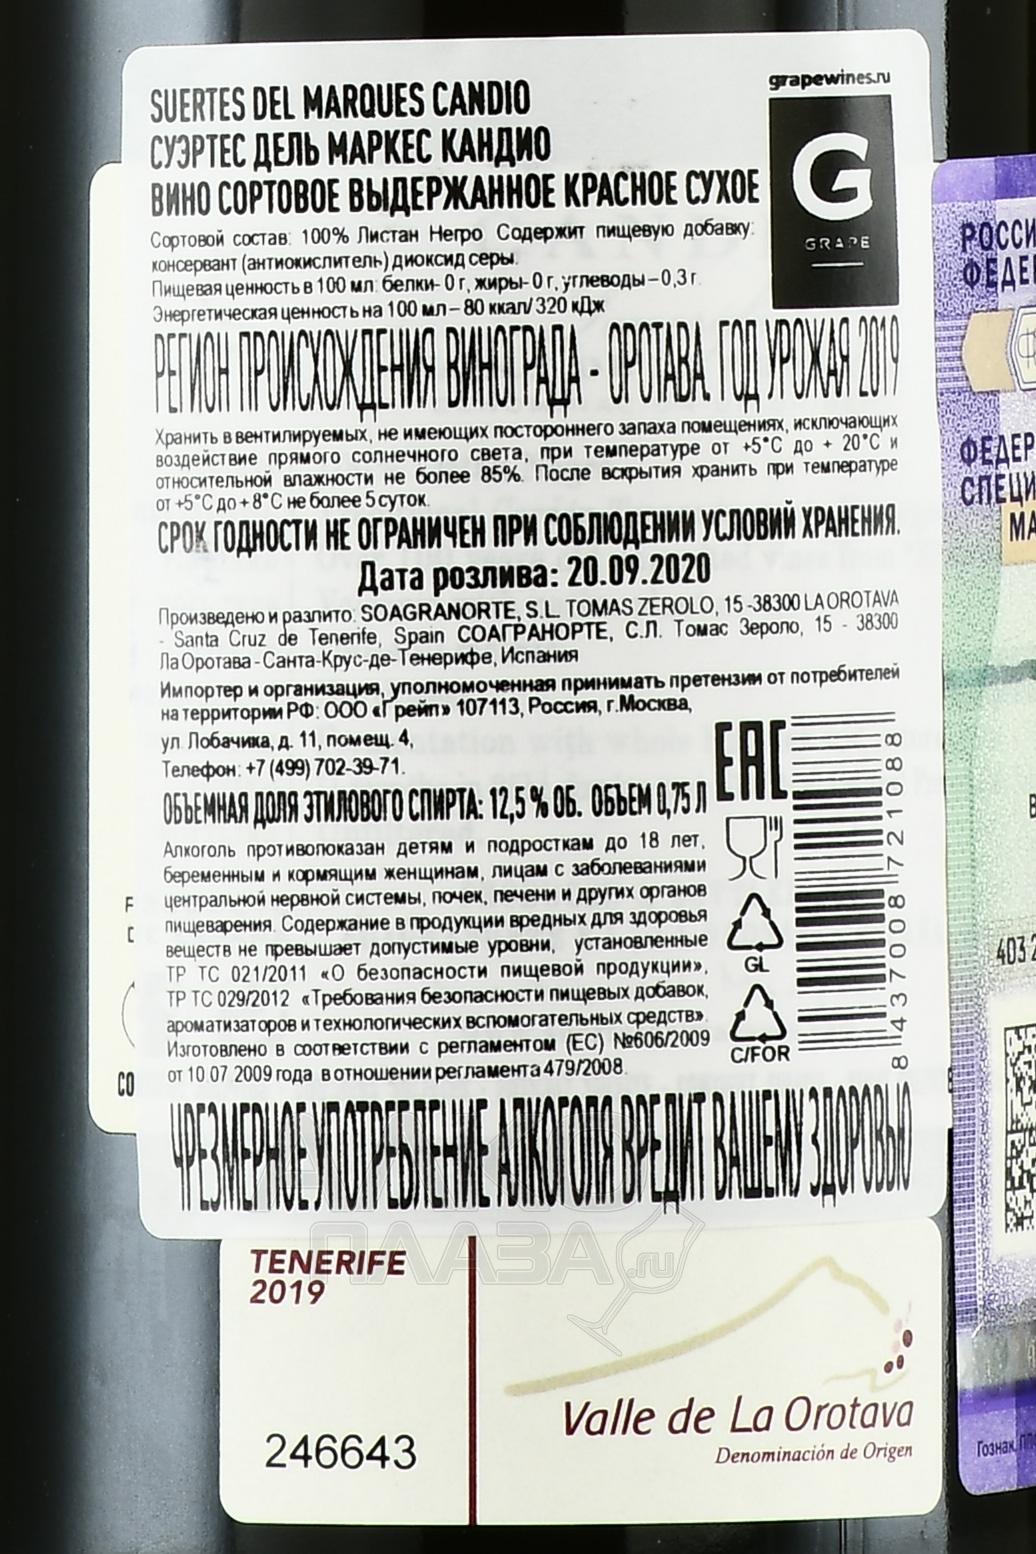 SUERTES DEL MARQUES CANDIO
СУЭРТЕС ДЕЛЬ МАРКЕС КАНДИО
ВИНО СОРТОВОЕ ВЫДЕРЖАННОЕ КРАСНОЕ СУХОЕ
grapewines.ru
G
GRAPE
Сортовой состав: 100% Листан Негро Содержит пищевую добавку:
консервант (антиокислитель) диоксид серы.
Пищевая ценность в 100 мл: белки- 0 г, жиры- 0 г, углеводы – 0,3 г.
Энергетическая ценность на 100 мл – 80 ккал/ 320 кДж
РЕГИОН ПРОИСХОЖДЕНИЯ ВИНОГРАДА - ОРОТАВА. ГОД УРОЖАЯ 2019
Хранить в вентилируемых, не имеющих постороннего запаха помещениях, исключающих
воздействие прямого солнечного света, при температуре от +5°С до + 20°С и
относительной влажности не более 85%. После вскрытия хранить при температуре
от +5°С до + 8°С не более 5 суток.
СРОК ГОДНОСТИ НЕ ОГРАНИЧЕН ПРИ СОБЛЮДЕНИИ УСЛОВИЙ ХРАНЕНИЯ.
Дата розлива: 20.09.2020
Произведено и разлито: SOAGRANORTE, S.L. TOMAS ZEROLO, 15 -38300 LA OROTAVA
- Santa Cruz de Tenerife, Spain СОАГРАНОРТЕ, С.Л. Томас Зероло, 15 - 38300
Ла Оротава - Санта-Крус-де-Тенерифе, Испания
Импортер и организация, уполномоченная принимать претензии от потребителей
на территории РФ: ООО «Грейп» 107113, Россия, г.Москва,
ул. Лобачика, д. 11, помещ. 4,
Телефон: +7 (499) 702-39-71.
ОБЪЕМНАЯ ДОЛЯ ЭТИЛОВОГО СПИРТА: 12,5 % ОБ. ОБЪЕМ 0,75 Л
EAC
Алкоголь противопоказан детям и подросткам до 18 лет,
беременным и кормящим женщинам, лицам с заболеваниями
центральной нервной системы, почек, печени и других органов
пищеварения. Содержание в продукции вредных для здоровья
веществ не превышает допустимые уровни, установленные
ТР ТС 021/2011 «О безопасности пищевой продукции»,
ТР ТС 029/2012 «Требования безопасности пищевых добавок,
ароматизаторов и технологических вспомогательных средств».
Изготовлено в соответствии с регламентом (ЕС) №606/2009
от 10.07.2009 года в отношении регламента 479/2008.
GL
C/FOR
8 437008 721088
ЧРЕЗМЕРНОЕ УПОТРЕБЛЕНИЕ АЛКОГОЛЯ ВРЕДИТ ВАШЕМУ ЗДОРОВЬЮ
ПЛАЗА.ru
TENERIFE
2019
246643
Valle de La Orotava
Denominación de Origen
РОССИ
ФЕДЕ
ФЕДЕР
СПЕЦИ
МА
403 2
Гознак
CO